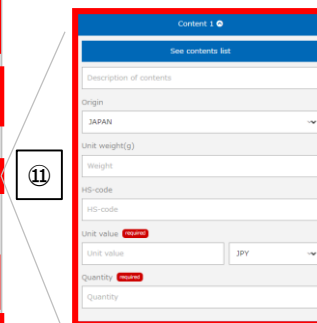 Content 1
See contents list
Description of contents
Origin
JAPAN
Unit weight(g)
Weight
HS-code
HS-code
Unit value required
Unit value JPY
Quantity required
Quantity
⑪